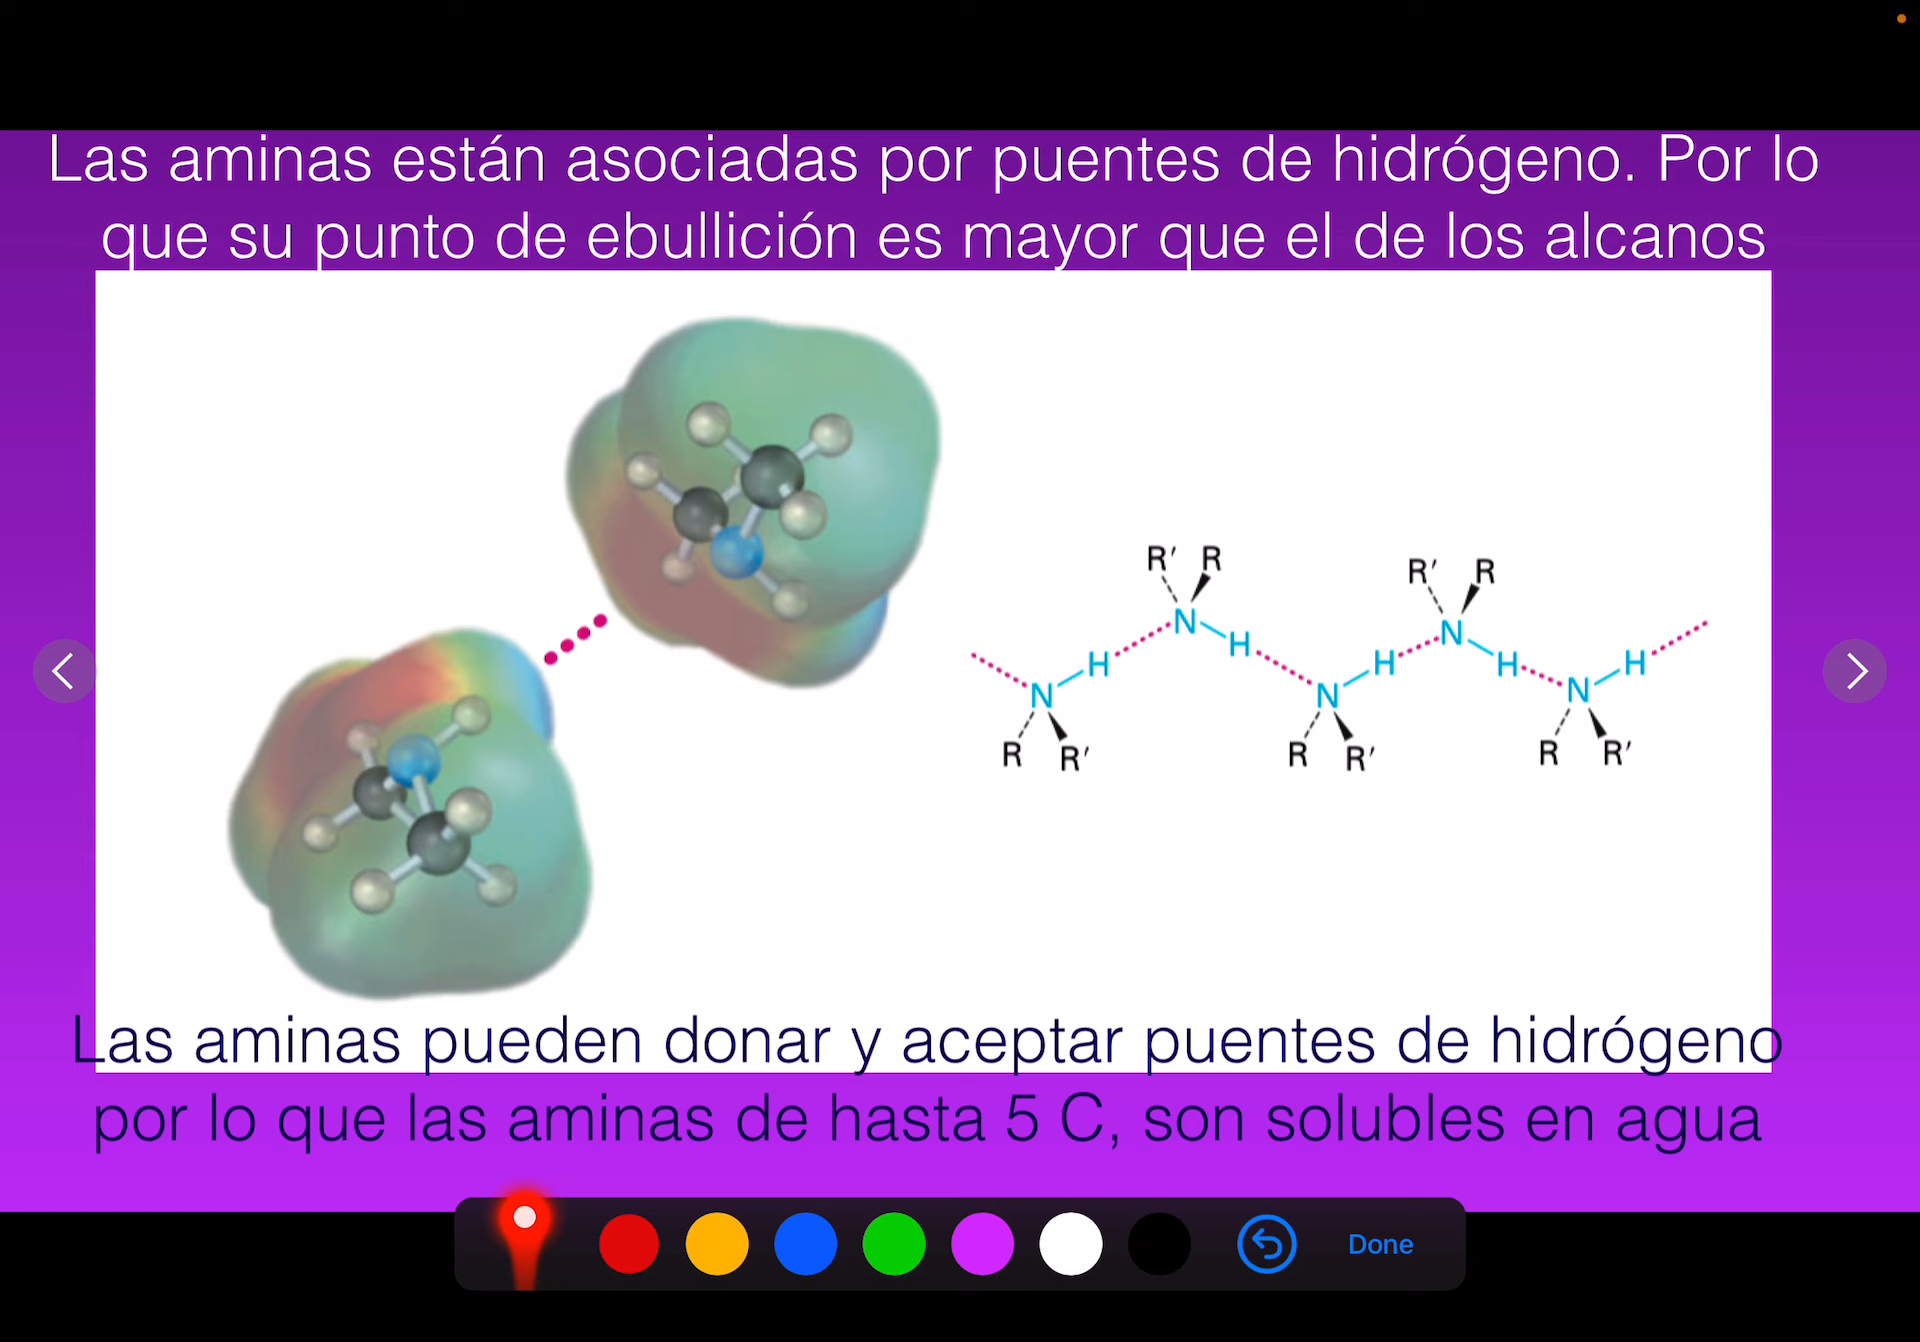 Las aminas están asociadas por puentes de hidrógeno. Por lo
que su punto de ebullición es mayor que el de los alcanos
R′ R R′ R
N H N H N H N H N H
R R′ R R′ R R′
Las aminas pueden donar y aceptar puentes de hidrógeno
por lo que las aminas de hasta 5 C, son solubles en agua
Done